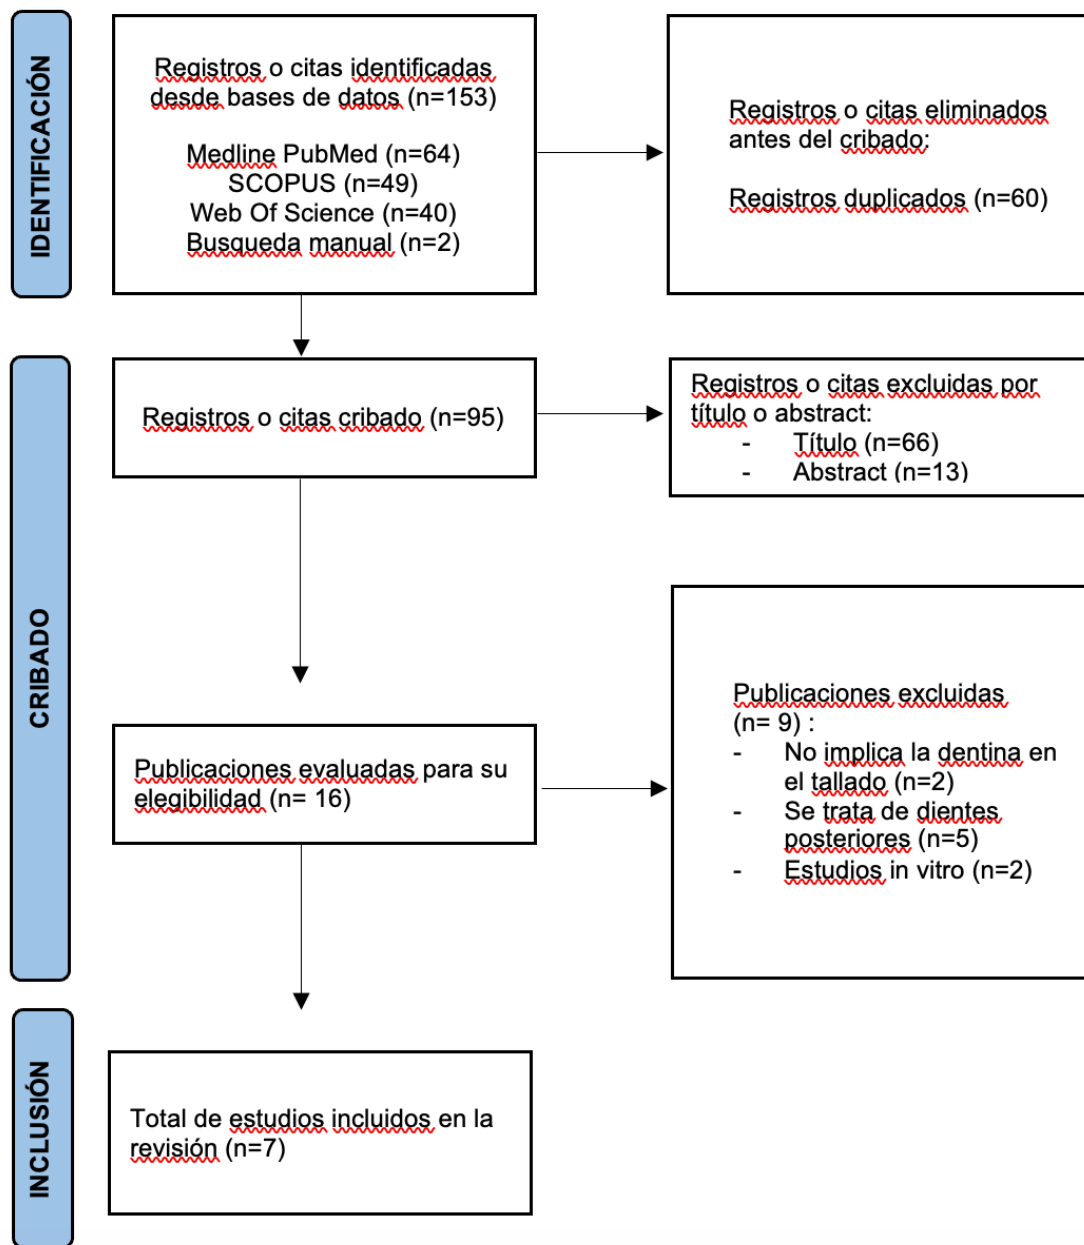 IDENTIFICACIÓN
Registros o citas identificadas
desde bases de datos (n=153)
Medline PubMed (n=64)
SCOPUS (n=49)
Web Of Science (n=40)
Busqueda manual (n=2)
Registros o citas eliminados
antes del cribado:
Registros duplicados (n=60)
CRIBADO
Registros o citas cribado (n=95)
Registros o citas excluidas por
título o abstract:
- Título (n=66)
- Abstract (n=13)
Publicaciones evaluadas para su
elegibilidad (n= 16)
Publicaciones excluidas
(n= 9) :
- No implica la dentina en
el tallado (n=2)
- Se trata de dientes
posteriores (n=5)
- Estudios in vitro (n=2)
INCLUSIÓN
Total de estudios incluidos en la
revisión (n=7)